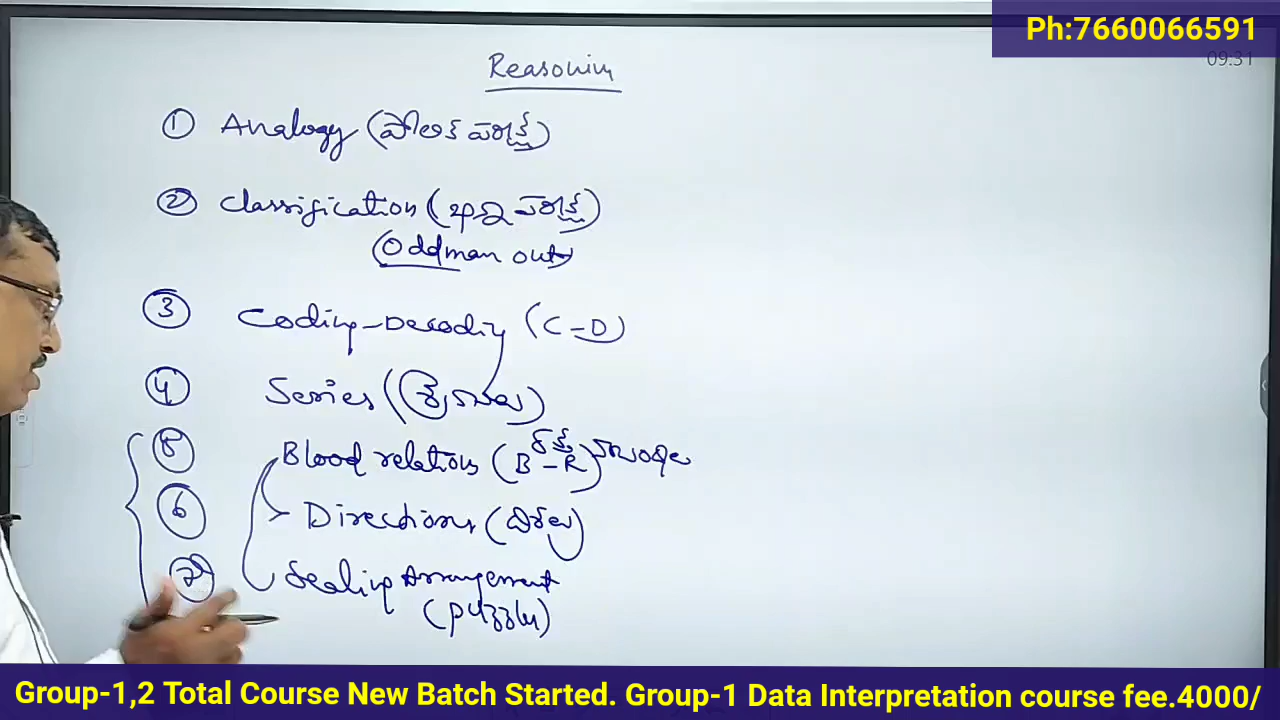 Ph:7660066591
09:31
Reasoning
① Analogy (పోలిక పరీక్ష)
② Classification (భిన్న పరీక్ష)
(Oddman out)
③ Coding-Decoding (C-D)
④ Series (శ్రేణులు)
⑤ Blood relations (B-R) రక్త సంబంధాలు
⑥ Directions (దిశలు)
⑦ Seating Arrangement
(puzzles)
Group-1,2 Total Course New Batch Started. Group-1 Data Interpretation course fee.4000/